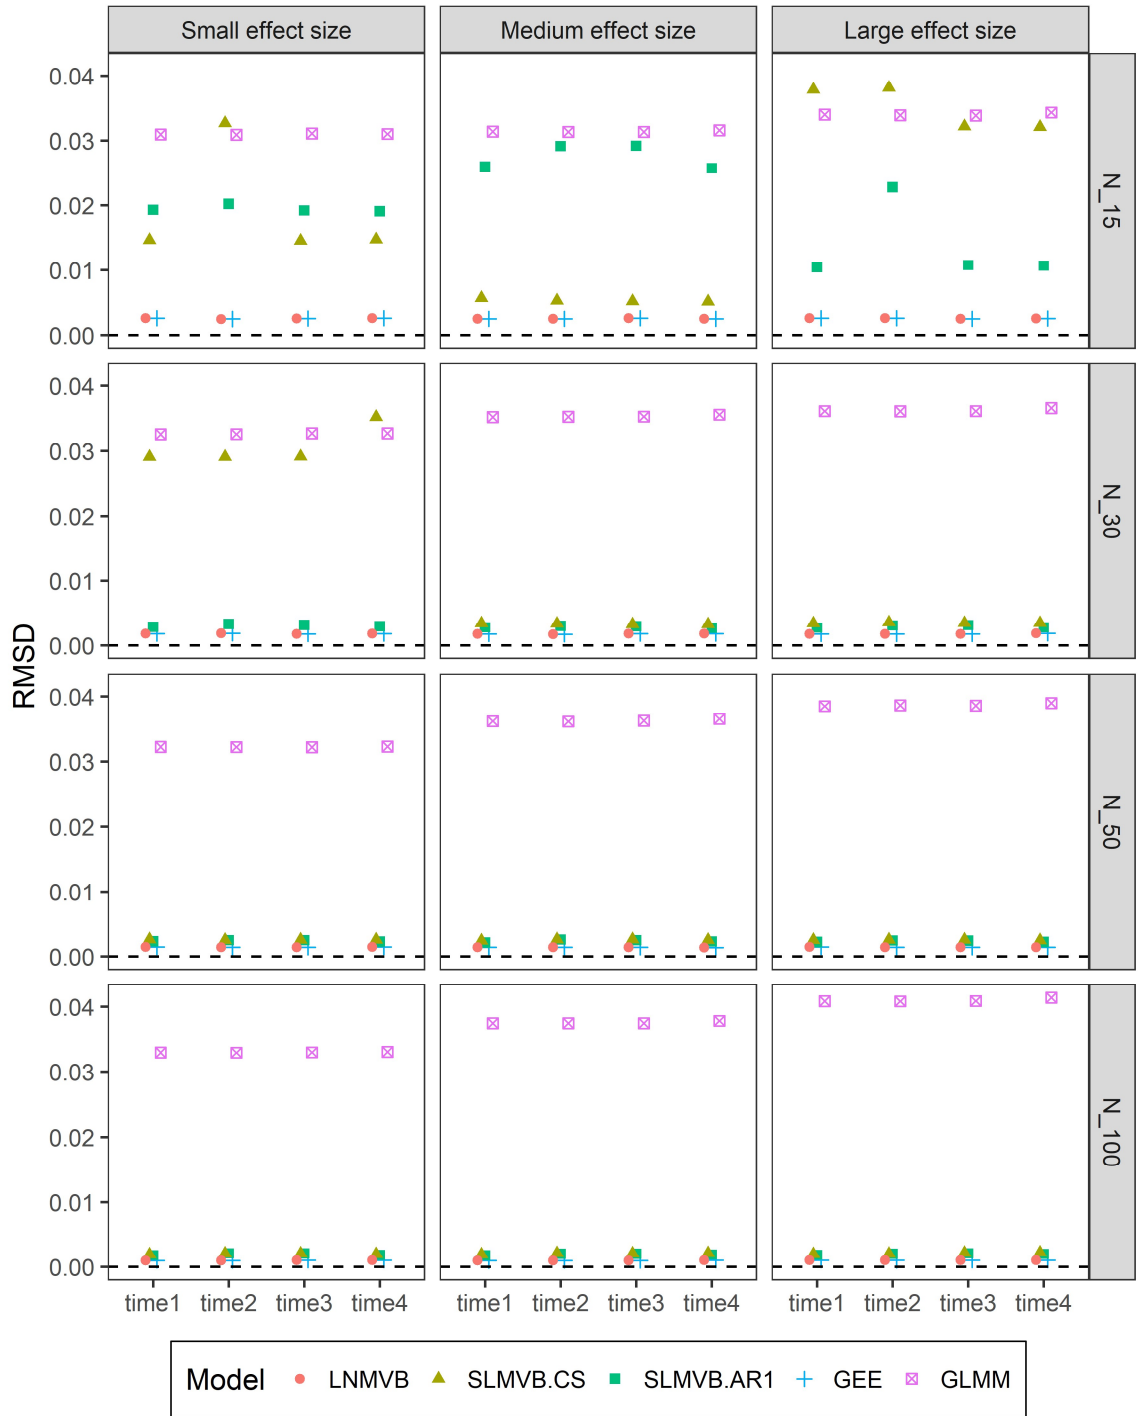 Small effect size
Medium effect size
Large effect size
0.04
0.03
0.02
0.01
0.00
N_15
0.04
0.03
0.02
0.01
0.00
N_30
RMSD
0.04
0.03
0.02
0.01
0.00
N_50
0.04
0.03
0.02
0.01
0.00
N_100
time1 time2 time3 time4
time1 time2 time3 time4
time1 time2 time3 time4
Model LNMVB SLMVB.CS SLMVB.AR1 GEE GLMM